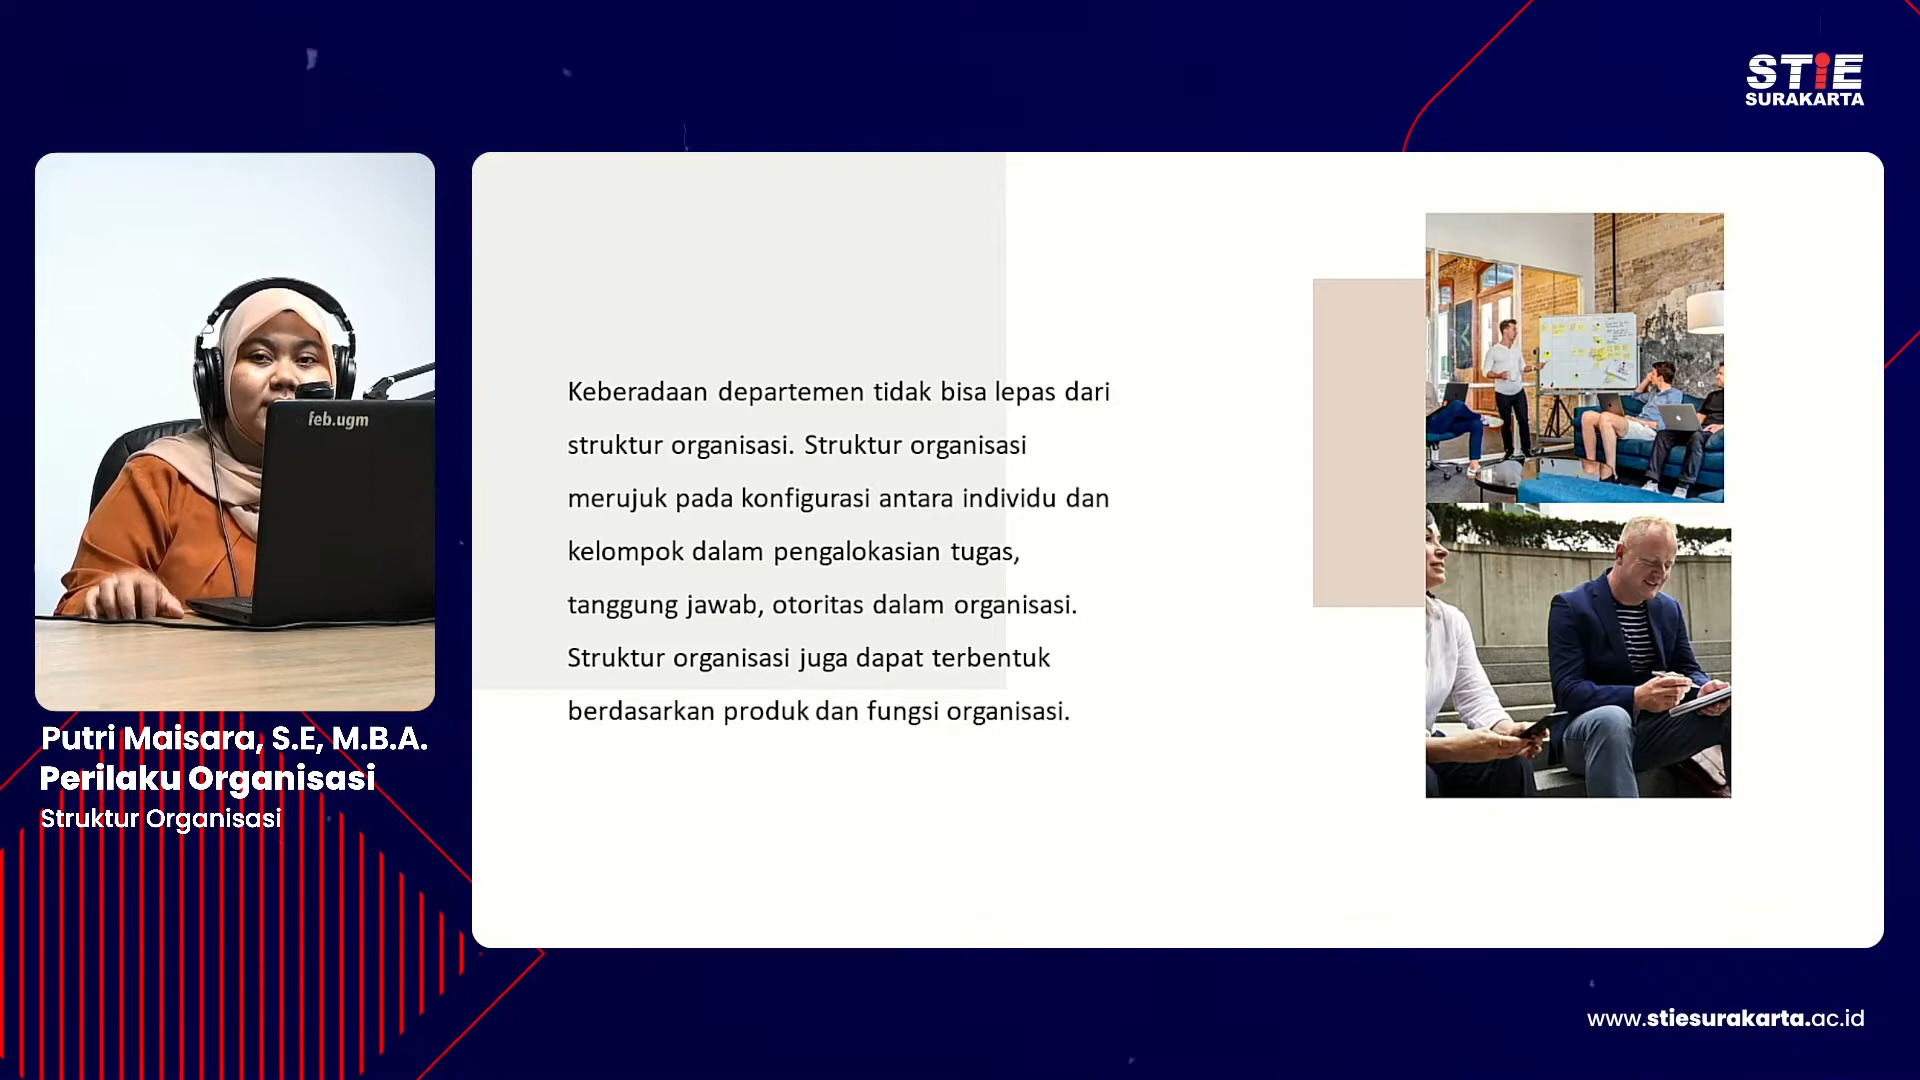 STiE
SURAKARTA
feb.ugm
Keberadaan departemen tidak bisa lepas dari
struktur organisasi. Struktur organisasi
merujuk pada konfigurasi antara individu dan
kelompok dalam pengalokasian tugas,
tanggung jawab, otoritas dalam organisasi.
Struktur organisasi juga dapat terbentuk
berdasarkan produk dan fungsi organisasi.
Putri Maisara, S.E, M.B.A.
Perilaku Organisasi
Struktur Organisasi
www.stiesurakarta.ac.id